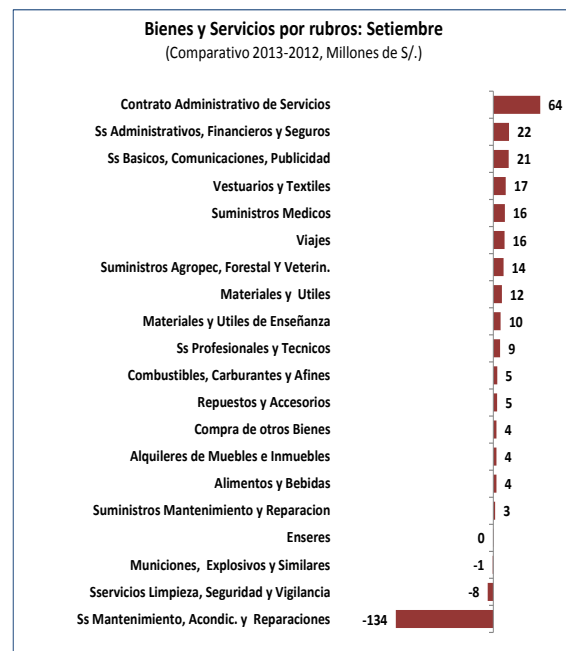 Bienes y Servicios por rubros: Setiembre
(Comparativo 2013-2012, Millones de S/.)
Contrato Administrativo de Servicios 64
Ss Administrativos, Financieros y Seguros 22
Ss Basicos, Comunicaciones, Publicidad 21
Vestuarios y Textiles 17
Suministros Medicos 16
Viajes 16
Suministros Agropec, Forestal Y Veterin. 14
Materiales y Utiles 12
Materiales y Utiles de Enseñanza 10
Ss Profesionales y Tecnicos 9
Combustibles, Carburantes y Afines 5
Repuestos y Accesorios 5
Compra de otros Bienes 4
Alquileres de Muebles e Inmuebles 4
Alimentos y Bebidas 4
Suministros Mantenimiento y Reparacion 3
Enseres 0
Municiones, Explosivos y Similares -1
Sservicios Limpieza, Seguridad y Vigilancia -8
Ss Mantenimiento, Acondic. y Reparaciones -134